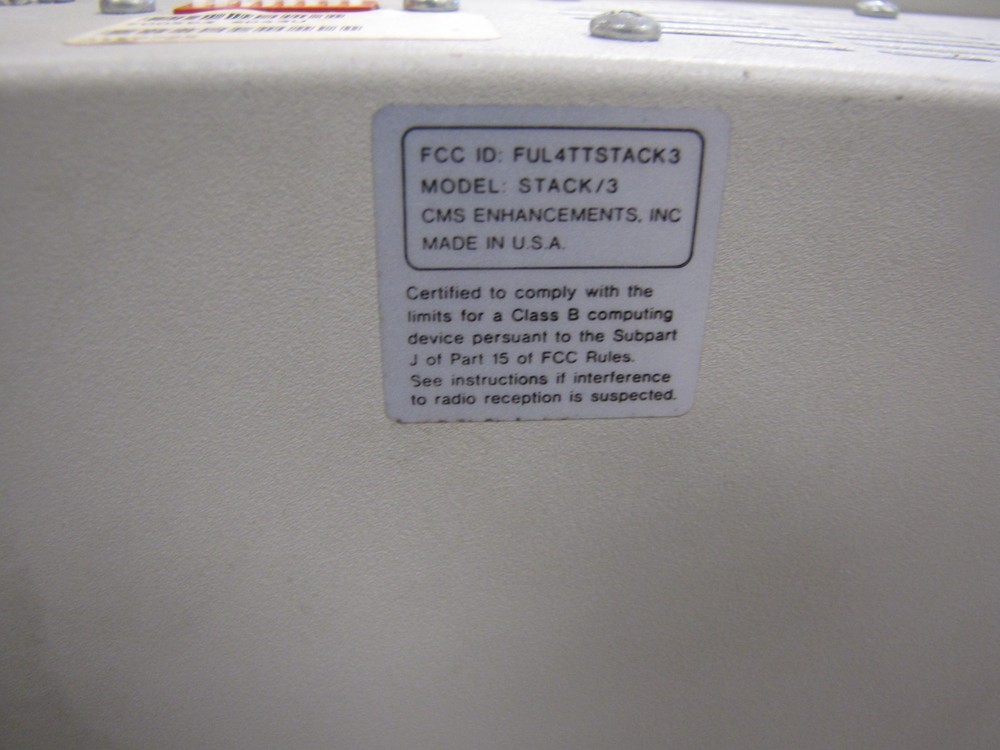 FCC ID: FUL4TTSTACK3
MODEL: STACK/3
CMS ENHANCEMENTS, INC
MADE IN U.S.A.
Certified to comply with the
limits for a Class B computing
device persuant to the Subpart
J of Part 15 of FCC Rules.
See instructions if interference
to radio reception is suspected.